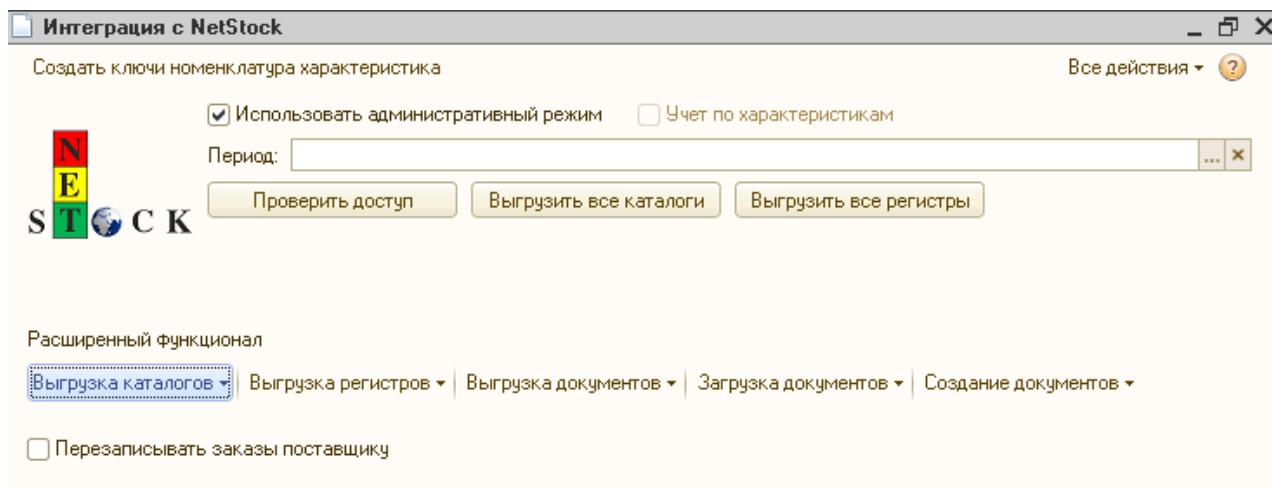 Интеграция с NetStock
Создать ключи номенклатура характеристика
Все действия
?
Использовать административный режим
Учет по характеристикам
Период:
...
Проверить доступ
Выгрузить все каталоги
Выгрузить все регистры
N
E
STOCK
Расширенный функционал
Выгрузка каталогов
Выгрузка регистров
Выгрузка документов
Загрузка документов
Создание документов
Перезаписывать заказы поставщику